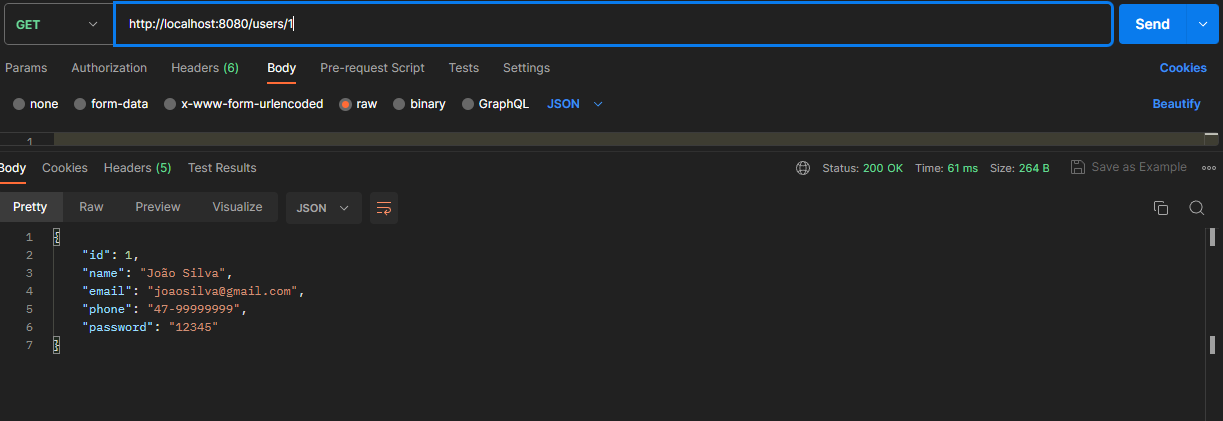 GET http://localhost:8080/users/1 Send
Params Authorization Headers (6) Body Pre-request Script Tests Settings Cookies
none form-data x-www-form-urlencoded raw binary GraphQL JSON Beautify
1
Body Cookies Headers (5) Test Results Status: 200 OK Time: 61 ms Size: 264 B Save as Example
Pretty Raw Preview Visualize JSON
1 {
2 "id": 1,
3 "name": "João Silva",
4 "email": "joaosilva@gmail.com",
5 "phone": "47-99999999",
6 "password": "12345"
7 }